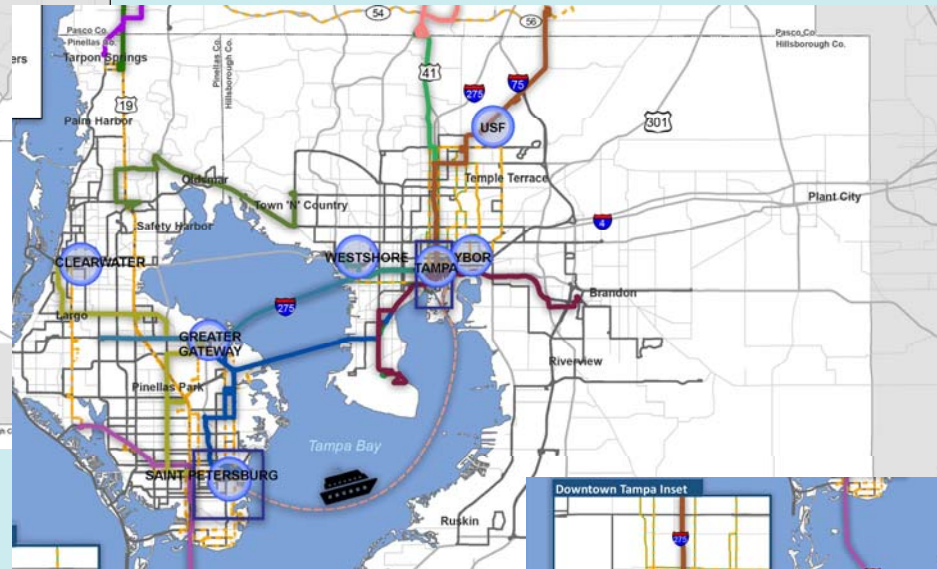 54
56
Pasco Co.
Pinellas Co.
Pasco Co.
Hillsborough Co.
ers
Tarpon Springs
Pinellas Co.
Hillsborough Co.
41
275
75
19
Palm Harbor
USF
301
Oldsmar
Temple Terrace
Town 'N' Country
Plant City
Safety Harbor
4
CLEARWATER
WESTSHORE
TAMPA
YBOR
Brandon
275
Largo
GREATER
GATEWAY
Riverview
Pinellas Park
Tampa Bay
SAINT PETERSBURG
Downtown Tampa Inset
Ruskin
275